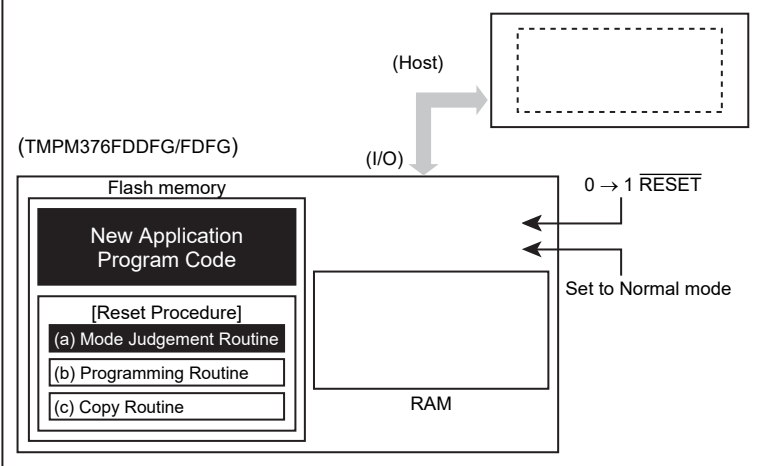 (Host)
(TMPM376FDDFG/FDFG)
(I/O)
0 → 1 RESET
Flash memory
New Application
Program Code
Set to Normal mode
[Reset Procedure]
(a) Mode Judgement Routine
(b) Programming Routine
(c) Copy Routine
RAM